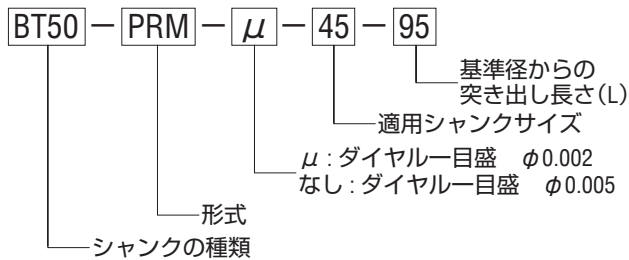 BT50 － PRM － μ － 45 － 95
基準径からの
突き出し長さ(L)
適用シャンクサイズ
μ：ダイヤル一目盛　φ0.002
なし：ダイヤル一目盛　φ0.005
形式
シャンクの種類